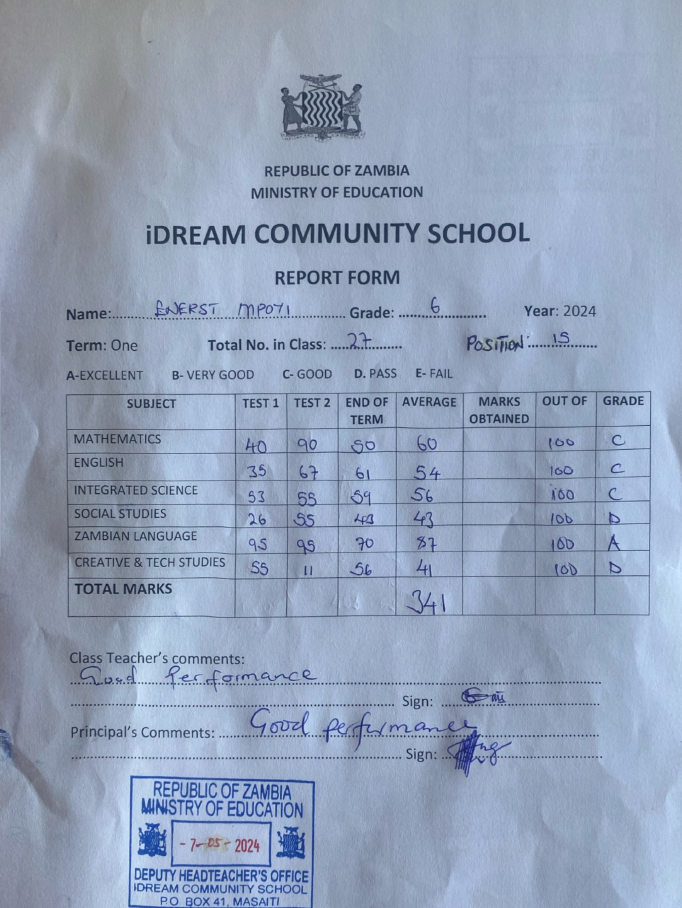 REPUBLIC OF ZAMBIA
MINISTRY OF EDUCATION
iDREAM COMMUNITY SCHOOL
REPORT FORM
Name: ENERST MPOYI Grade: 6 Year: 2024
Term: One Total No. in Class: 27 POSITION: 15
A-EXCELLENT B- VERY GOOD C- GOOD D. PASS E- FAIL
SUBJECT TEST 1 TEST 2 END OF TERM AVERAGE MARKS OBTAINED OUT OF GRADE
MATHEMATICS 40 90 50 60 100 C
ENGLISH 35 67 61 54 100 C
INTEGRATED SCIENCE 53 55 59 56 100 C
SOCIAL STUDIES 26 55 48 43 100 D
ZAMBIAN LANGUAGE 95 95 70 87 100 A
CREATIVE & TECH STUDIES 55 11 56 41 100 D
TOTAL MARKS 341
Class Teacher's comments:
Good Performance
Sign:
Principal's Comments: Good performance
Sign:
REPUBLIC OF ZAMBIA
MINISTRY OF EDUCATION
- 7-05-2024
DEPUTY HEADTEACHER'S OFFICE
iDREAM COMMUNITY SCHOOL
P.O BOX 41, MASAITI